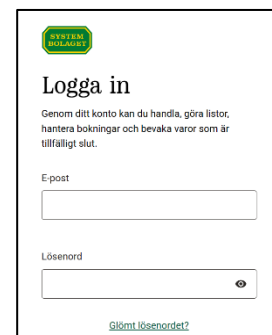 SYSTEM
BOLAGET
Logga in
Genom ditt konto kan du handla, göra listor,
hantera bokningar och bevaka varor som är
tillfälligt slut.
E-post
Lösenord
Glömt lösenordet?